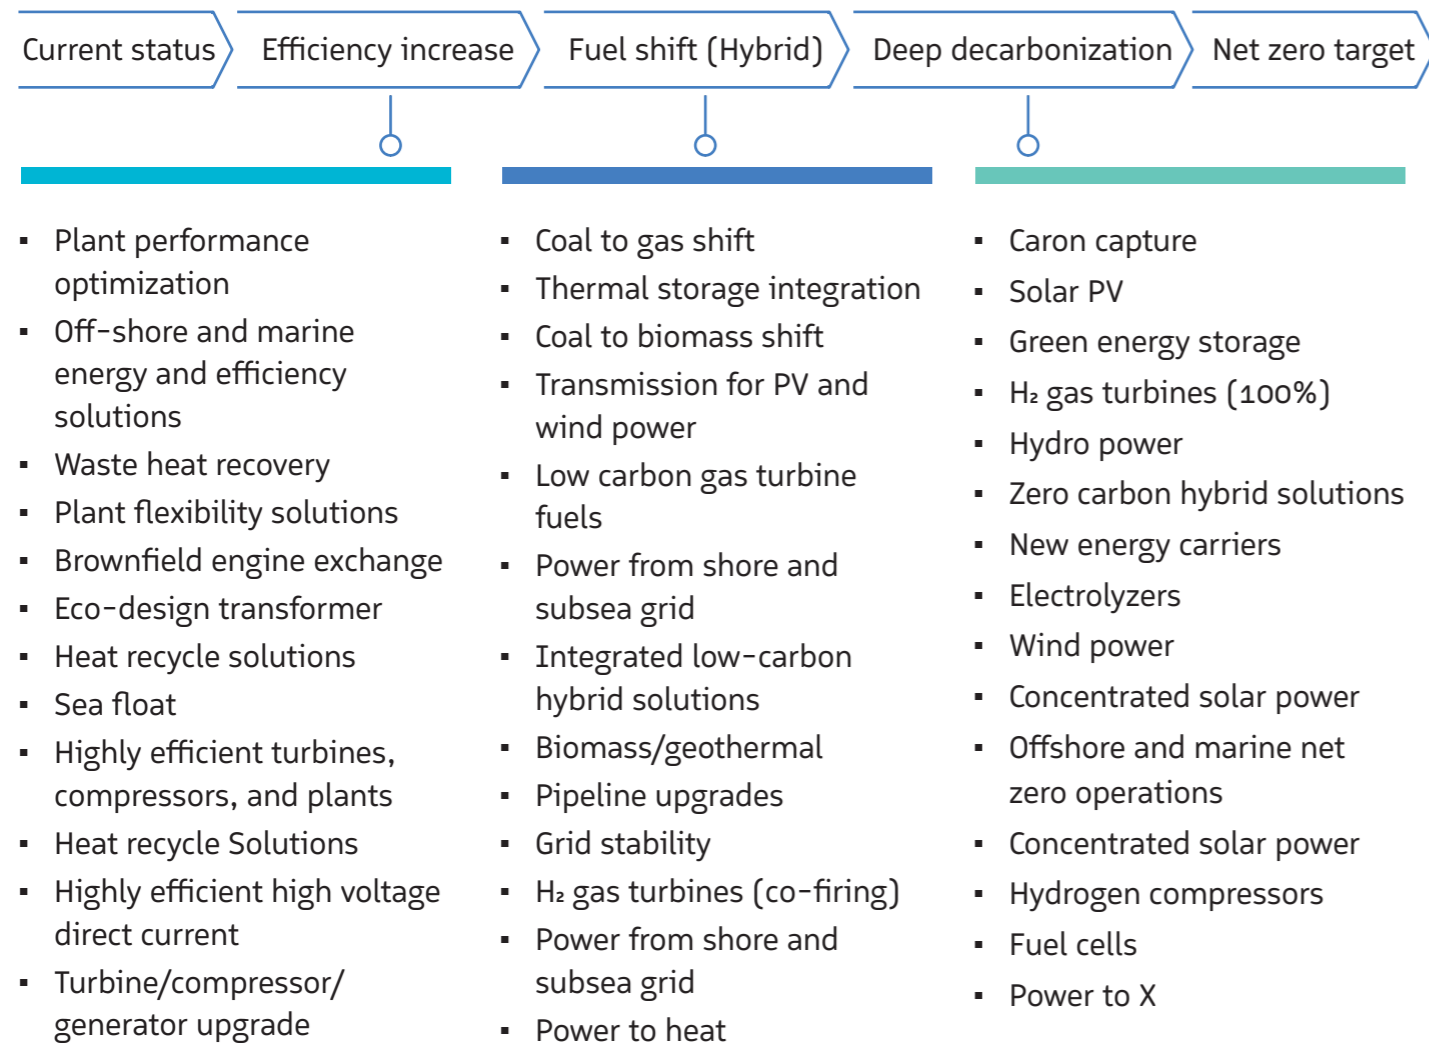 Current status
Efficiency increase
Fuel shift (Hybrid)
Deep decarbonization
Net zero target
▪ Plant performance
optimization
▪ Off-shore and marine
energy and efficiency
solutions
▪ Waste heat recovery
▪ Plant flexibility solutions
▪ Brownfield engine exchange
▪ Eco-design transformer
▪ Heat recycle solutions
▪ Sea float
▪ Highly efficient turbines,
compressors, and plants
▪ Heat recycle Solutions
▪ Highly efficient high voltage
direct current
▪ Turbine/compressor/
generator upgrade
▪ Coal to gas shift
▪ Thermal storage integration
▪ Coal to biomass shift
▪ Transmission for PV and
wind power
▪ Low carbon gas turbine
fuels
▪ Power from shore and
subsea grid
▪ Integrated low-carbon
hybrid solutions
▪ Biomass/geothermal
▪ Pipeline upgrades
▪ Grid stability
▪ H₂ gas turbines (co-firing)
▪ Power from shore and
subsea grid
▪ Power to heat
▪ Caron capture
▪ Solar PV
▪ Green energy storage
▪ H₂ gas turbines (100%)
▪ Hydro power
▪ Zero carbon hybrid solutions
▪ New energy carriers
▪ Electrolyzers
▪ Wind power
▪ Concentrated solar power
▪ Offshore and marine net
zero operations
▪ Concentrated solar power
▪ Hydrogen compressors
▪ Fuel cells
▪ Power to X